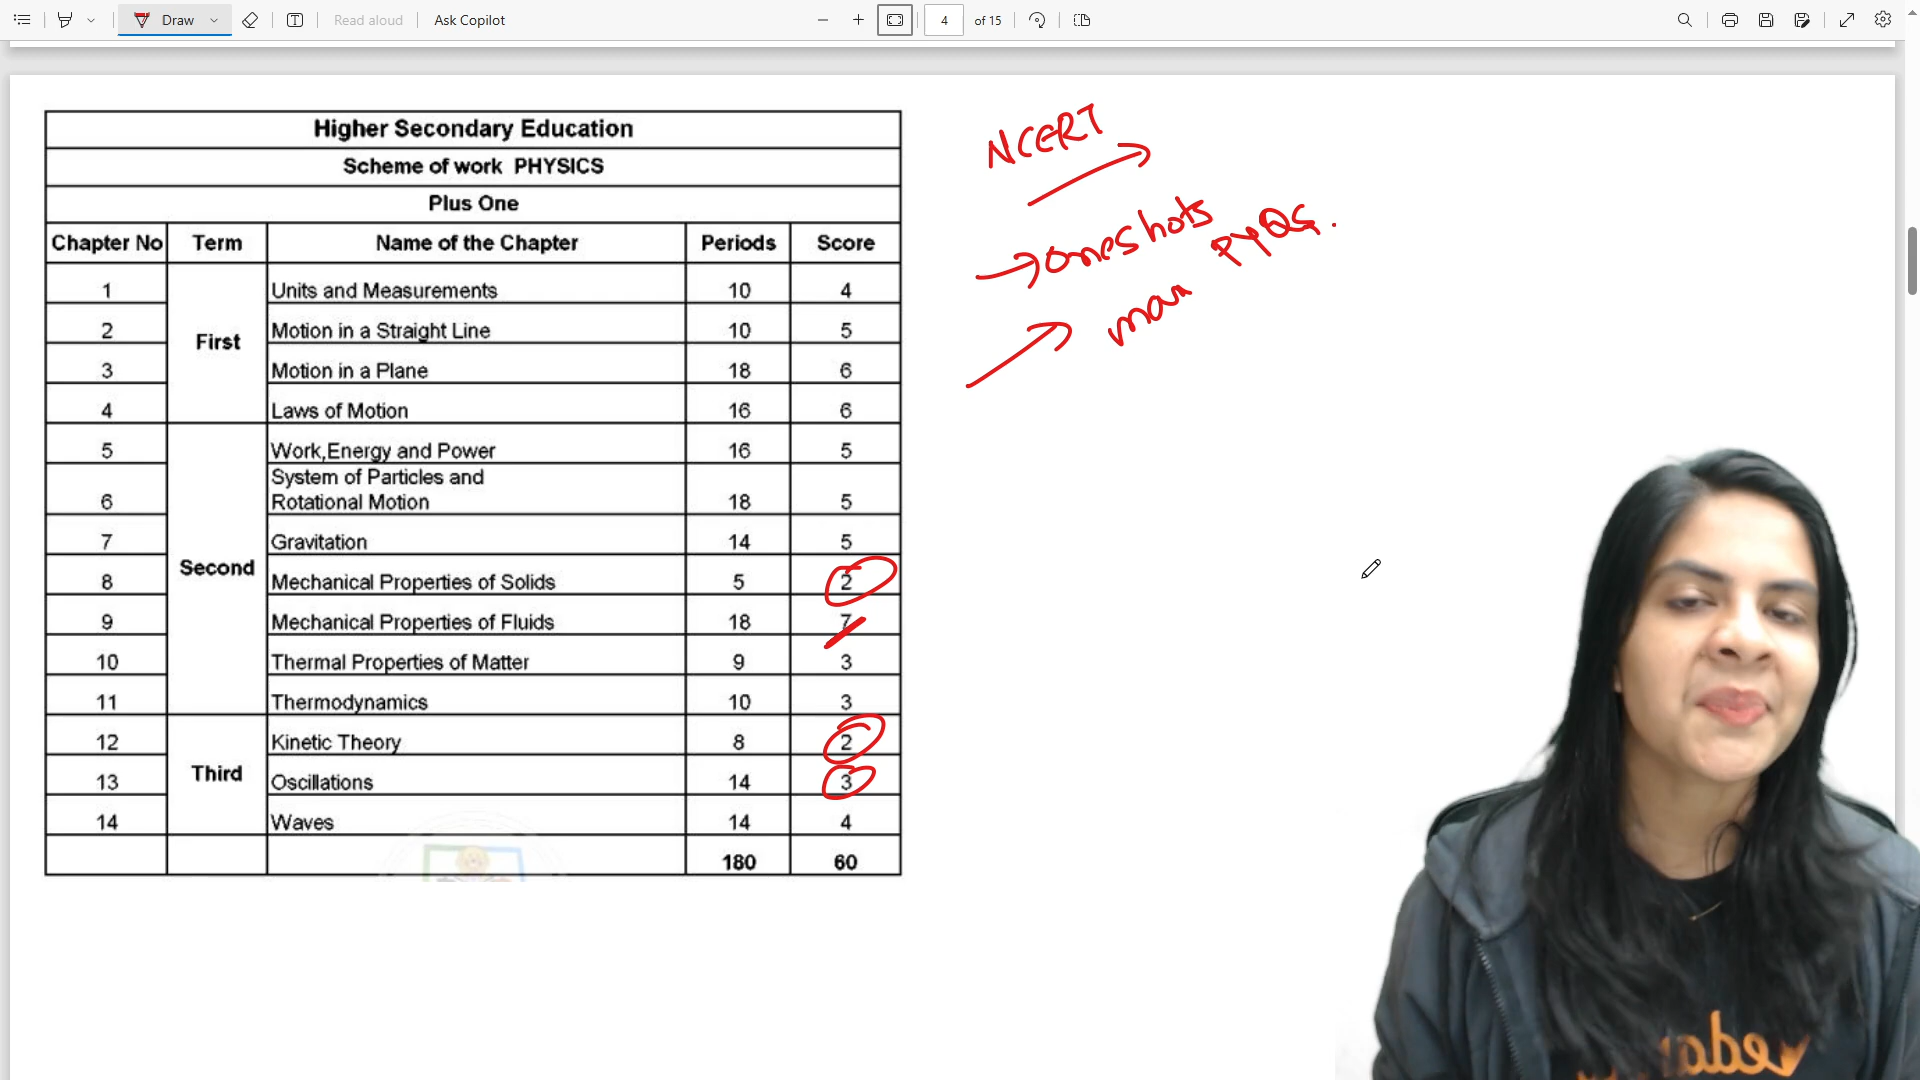 Draw
Read aloud
Ask Copilot
4 of 15
Higher Secondary Education
Scheme of work PHYSICS
Plus One
Chapter No Term Name of the Chapter Periods Score
1 First Units and Measurements 10 4
2 Motion in a Straight Line 10 5
3 Motion in a Plane 18 6
4 Laws of Motion 16 6
5 Second Work,Energy and Power 16 5
6 System of Particles and
Rotational Motion 18 5
7 Gravitation 14 5
8 Mechanical Properties of Solids 5 2
9 Mechanical Properties of Fluids 18 7
10 Thermal Properties of Matter 9 3
11 Thermodynamics 10 3
12 Third Kinetic Theory 8 2
13 Oscillations 14 3
14 Waves 14 4
180 60
NCERT
oneshots
max PYQs.